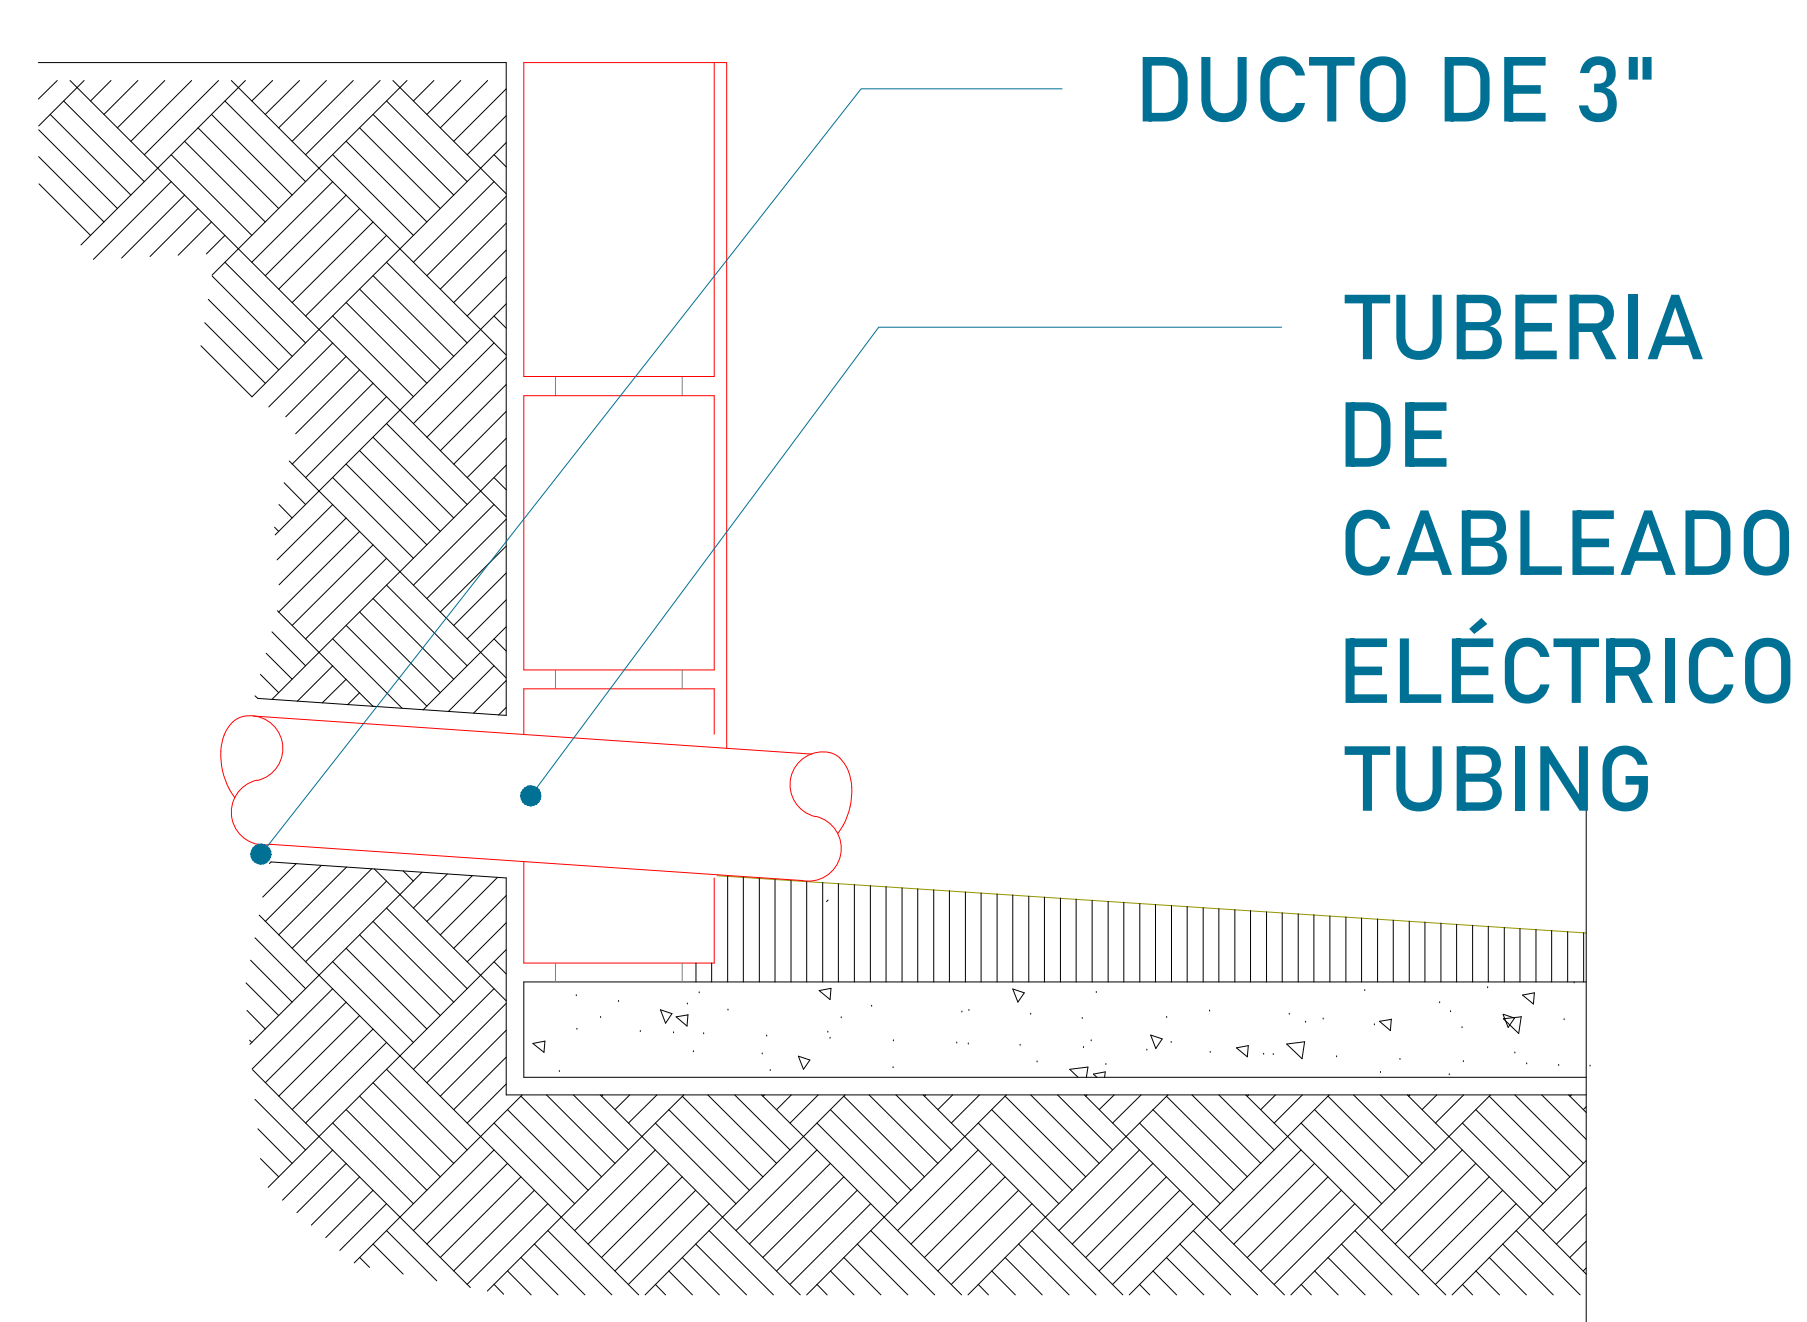 DUCTO DE 3"
TUBERIA
DE
CABLEADO
ELÉCTRICO
TUBING